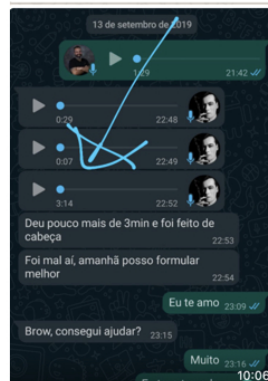 13 de setembro de 2019
1:29 21:42
0:29 22:48
0:07 22:49
3:14 22:52
Deu pouco mais de 3min e foi feito de
cabeça 22:53
Foi mal aí, amanhã posso formular
melhor 22:54
Eu te amo 23:09
Brow, consegui ajudar? 23:15
Muito 23:16
10:06